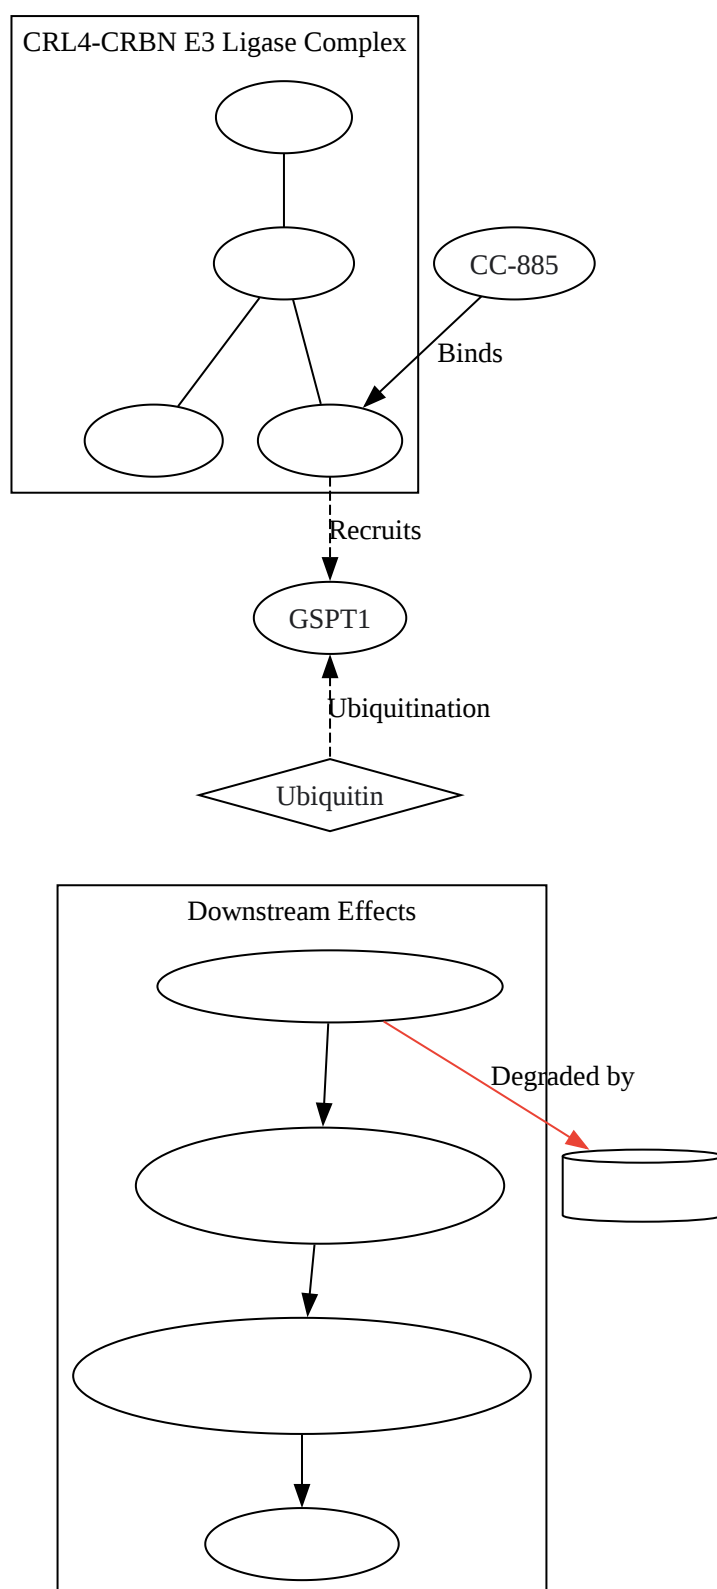 CRL4-CRBN E3 Ligase Complex
CC-885
Binds
Recruits
GSPT1
Ubiquitination
Ubiquitin
Downstream Effects
Degraded by